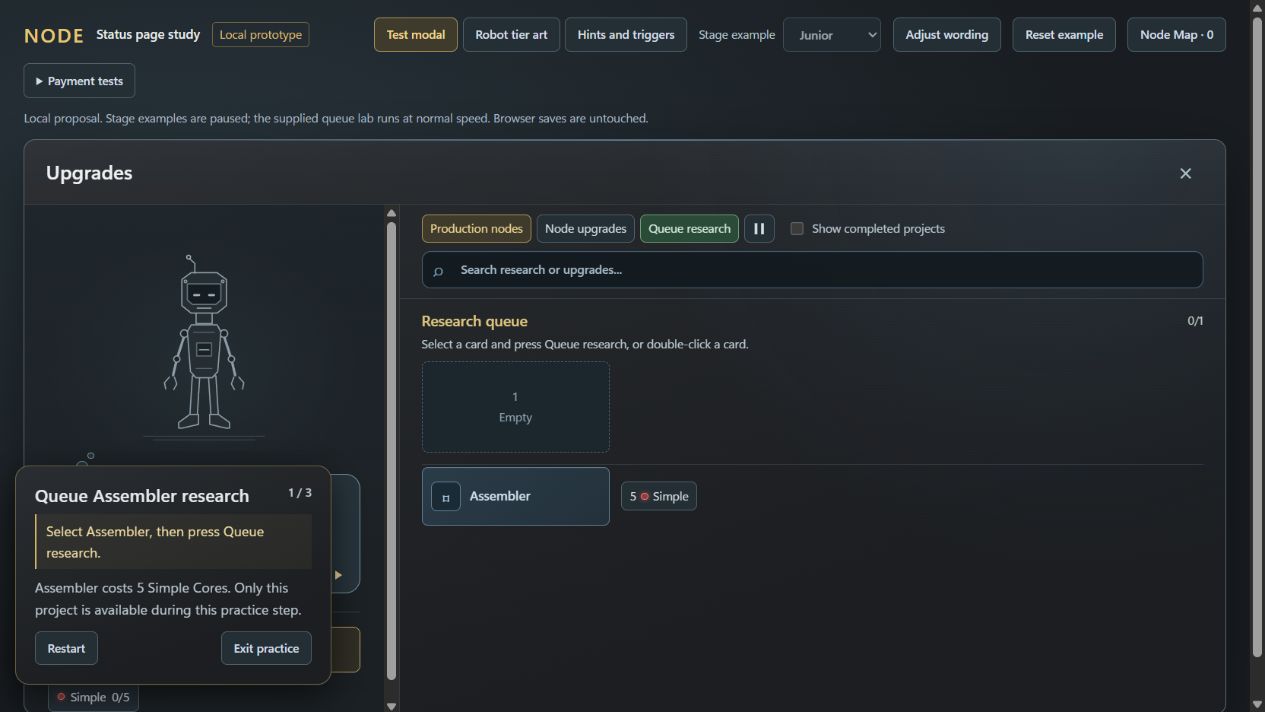 NODE Status page study Local prototype Test modal Robot tier art Hints and triggers Stage example Junior Adjust wording Reset example Node Map · 0
Payment tests
Local proposal. Stage examples are paused; the supplied queue lab runs at normal speed. Browser saves are untouched.
Upgrades
Production nodes Node upgrades Queue research Show completed projects
Search research or upgrades...
Research queue 0/1
Select a card and press Queue research, or double-click a card.
1
Empty
Assembler 5 Simple
Queue Assembler research 1 / 3
Select Assembler, then press Queue
research.
Assembler costs 5 Simple Cores. Only this
project is available during this practice step.
Restart Exit practice
Simple 0/5